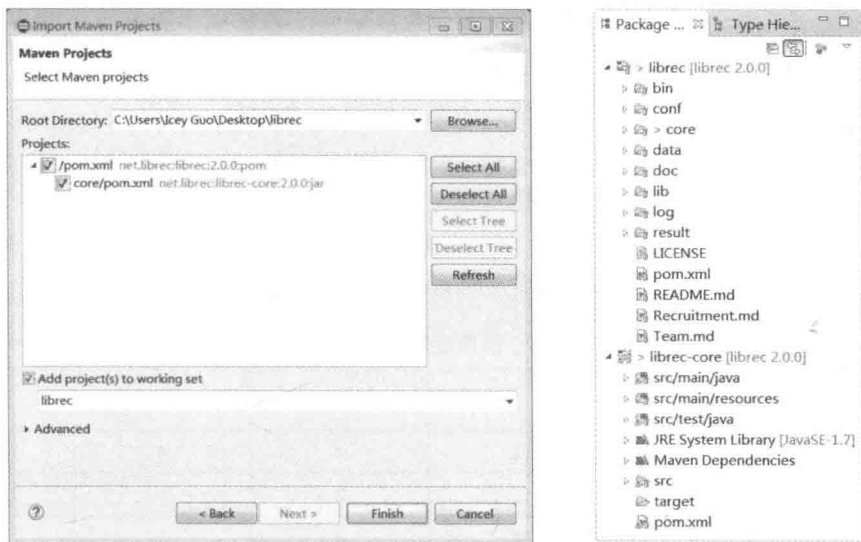 Import Maven Projects
Maven Projects
Select Maven projects
Root Directory: C:\Users\Icey Guo\Desktop\librec
Browse...
Projects:
/pom.xml net.librec:librec:2.0.0:pom
core/pom.xml net.librec:librec-core:2.0.0:jar
Select All
Deselect All
Select Tree
Deselect Tree
Refresh
Add project(s) to working set
librec
Advanced
< Back
Next >
Finish
Cancel
Package ...
Type Hie...
> librec [librec 2.0.0]
bin
conf
> core
data
doc
lib
log
result
LICENSE
pom.xml
README.md
Recruitment.md
Team.md
> librec-core [librec 2.0.0]
src/main/java
src/main/resources
src/test/java
JRE System Library [JavaSE-1.7]
Maven Dependencies
src
target
pom.xml